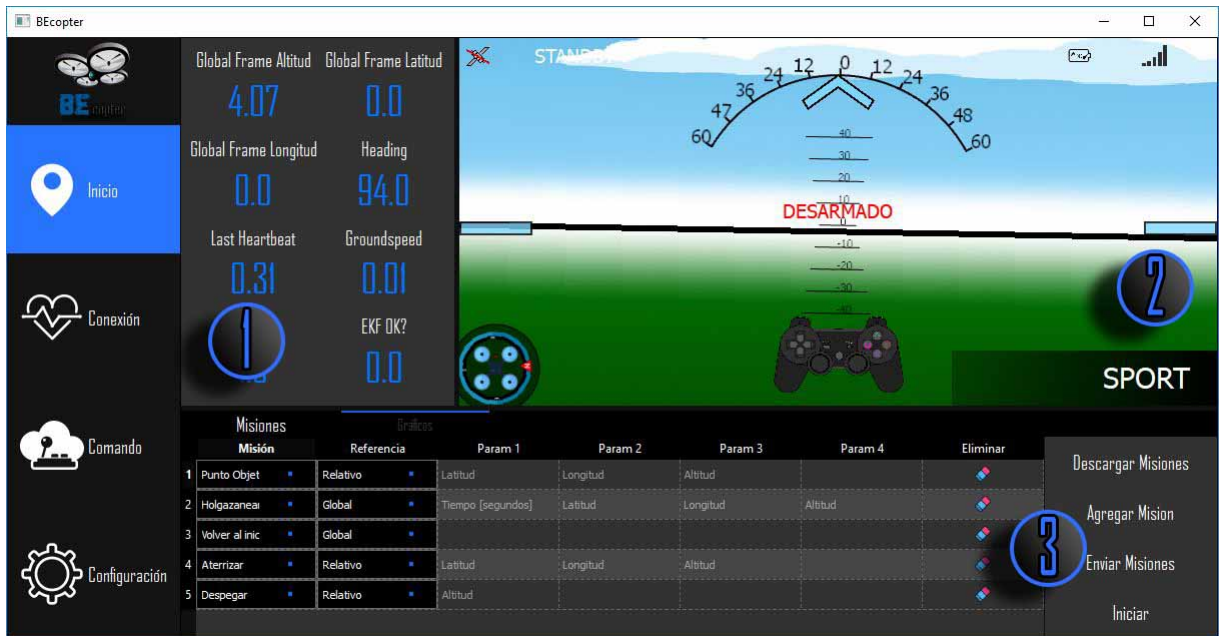 BEcopter
BEcopter
Inicio
Conexión
Comando
Configuración
Global Frame Altitud Global Frame Latitud
4.07 0.0
Global Frame Longitud Heading
0.0 94.0
Last Heartbeat Groundspeed
0.31 0.01
EKF OK?
0.0
1
60 47 36 24 12 0 12 24 36 48 60
40
30
20
10
DESARMADO
0
-10
-20
-30
-40
2
SPORT
Misiones Gráficos
Misión Referencia Param 1 Param 2 Param 3 Param 4 Eliminar
1 Punto Objet Relativo Latitud Longitud Altitud
2 Holgazanear Global Tiempo [segundos] Latitud Longitud Altitud
3 Volver al inic Global
4 Aterrizar Relativo Latitud Longitud Altitud
5 Despegar Relativo Altitud
Descargar Misiones
Agregar Mision
3
Enviar Misiones
Iniciar